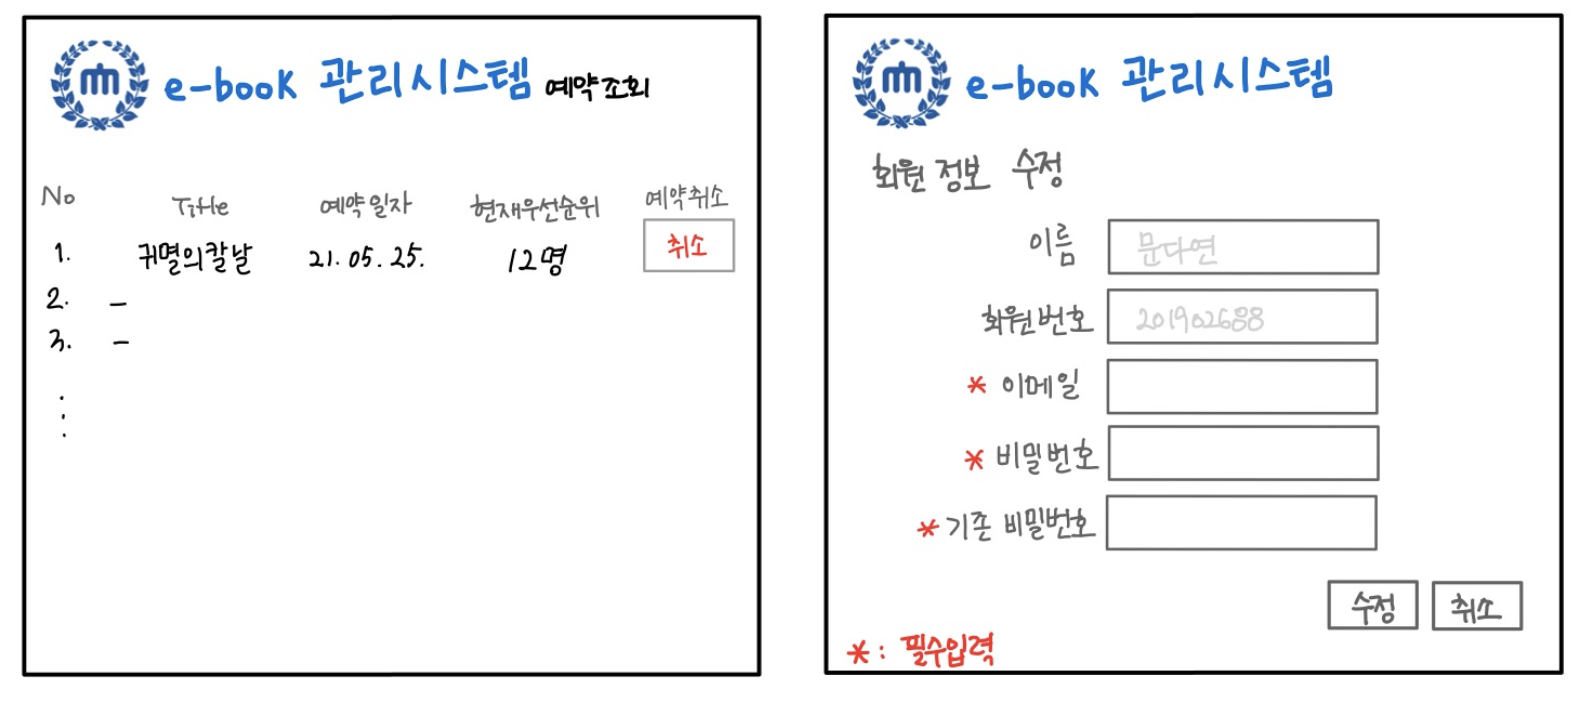 e-book 관리시스템 예약조회
No Title 예약일자 현재우선순위 예약취소
1. 귀멸의칼날 21.05.25. 12명 취소
2. -
3. -
e-book 관리시스템
회원 정보 수정
이름 문다연
회원번호 201902688
* 이메일
* 비밀번호
* 기존 비밀번호
수정 취소
* : 필수입력